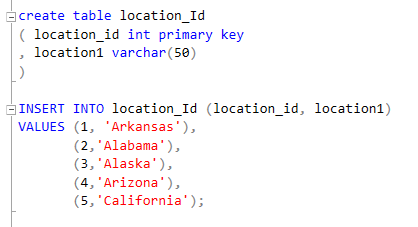 create table location_Id
( location_id int primary key
, location1 varchar(50)
)
INSERT INTO location_Id (location_id, location1)
VALUES (1, 'Arkansas'),
(2,'Alabama'),
(3,'Alaska'),
(4,'Arizona'),
(5,'California');